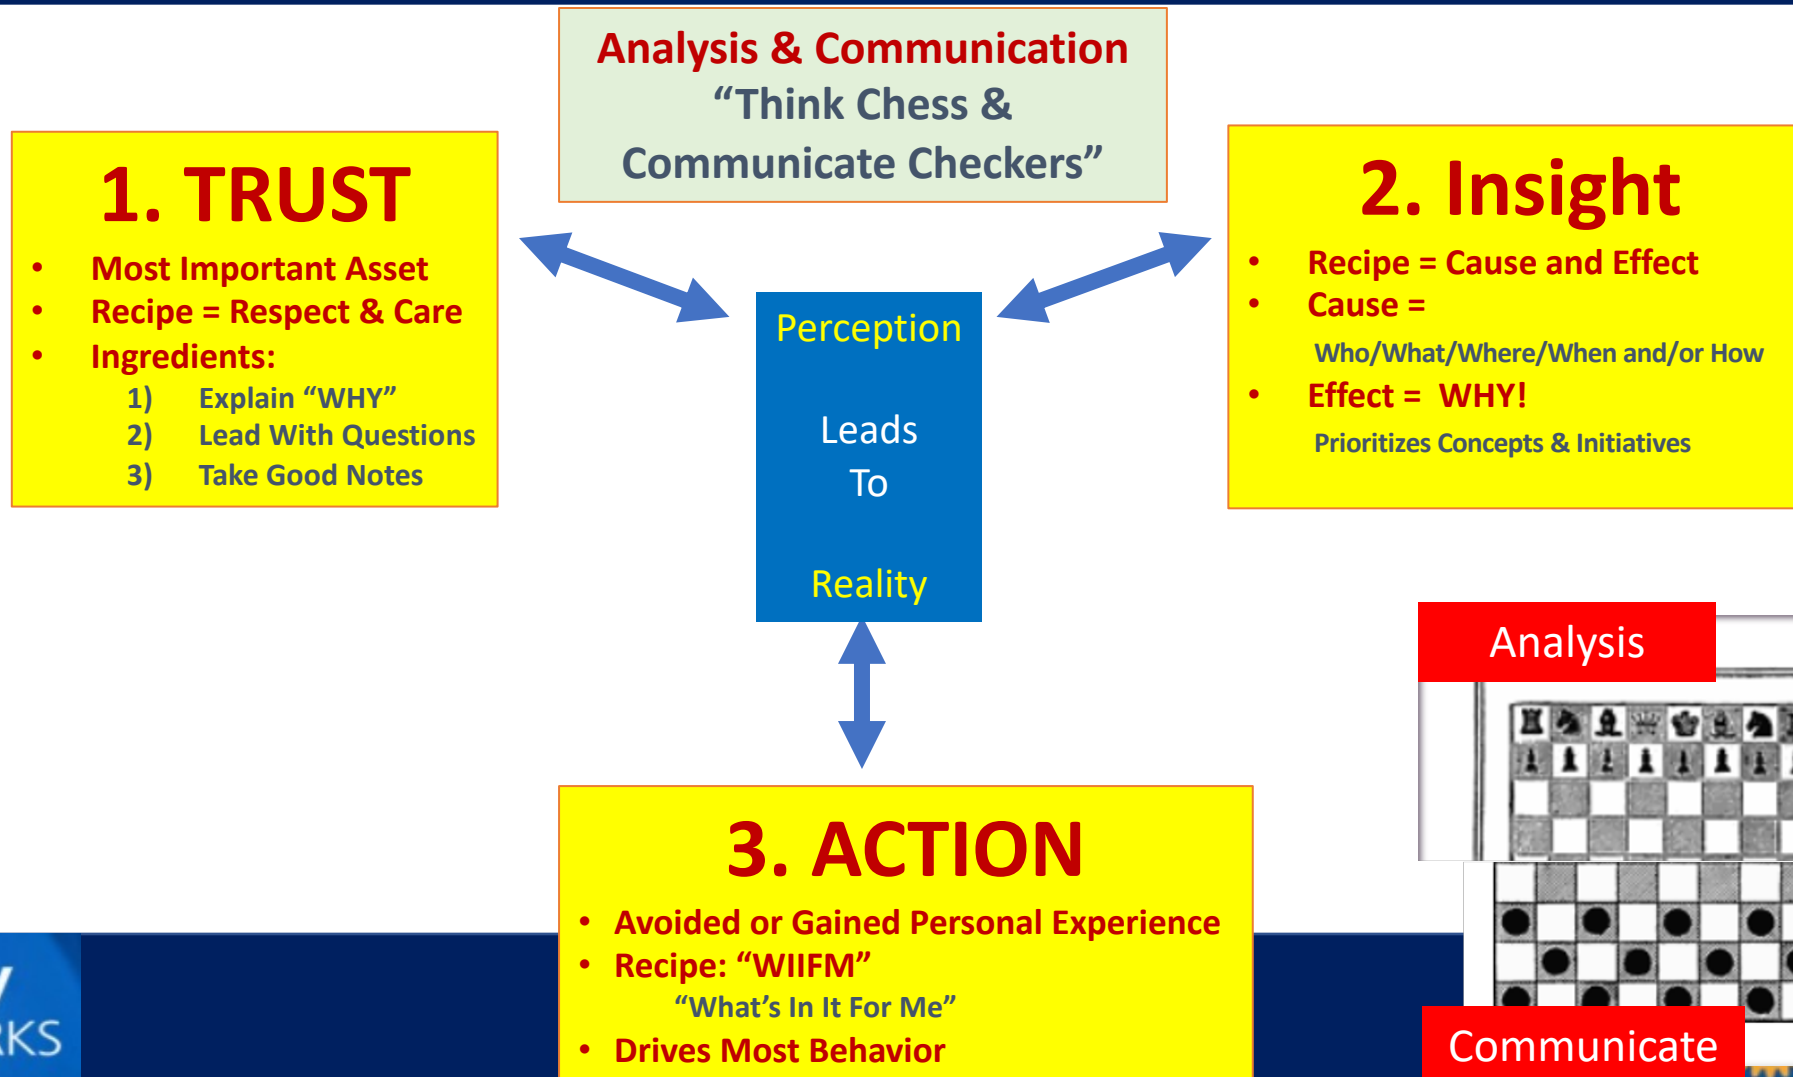 Analysis & Communication
“Think Chess &
Communicate Checkers”
1. TRUST
• Most Important Asset
• Recipe = Respect & Care
• Ingredients:
1) Explain “WHY”
2) Lead With Questions
3) Take Good Notes
2. Insight
• Recipe = Cause and Effect
• Cause =
Who/What/Where/When and/or How
• Effect = WHY!
Prioritizes Concepts & Initiatives
Perception
Leads
To
Reality
3. ACTION
• Avoided or Gained Personal Experience
• Recipe: “WIIFM”
“What’s In It For Me”
• Drives Most Behavior
Analysis
Communicate